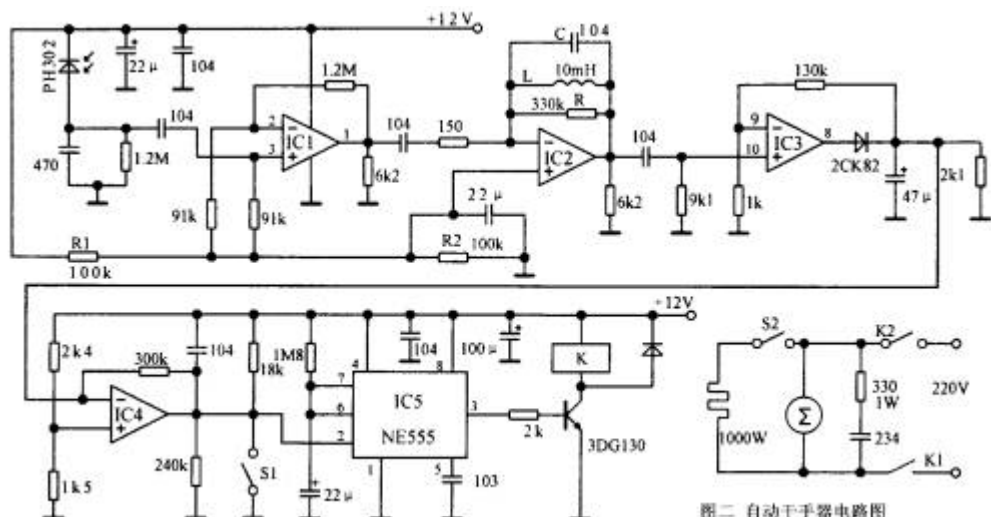 +12V
PH302
22μ
104
1.2M
104
2
IC1
1
3
470
1.2M
6k2
91k
91k
R1
100k
104
150
C 104
L 10mH
330k R
IC2
22μ
R2
100k
104
6k2
9k1
130k
9
IC3
8
10
2CK82
1k
47μ
2k1
+12V
2k4
300k
104
IC4
1k5
240k
18k
S1
1M8
22μ
4
7
6
2
8
3
1
5
IC5
NE555
104
100μ
103
K
2k
3DG130
S2
K2
330
1W
220V
1000W
Σ
234
K1
图二 自动干手器电路图